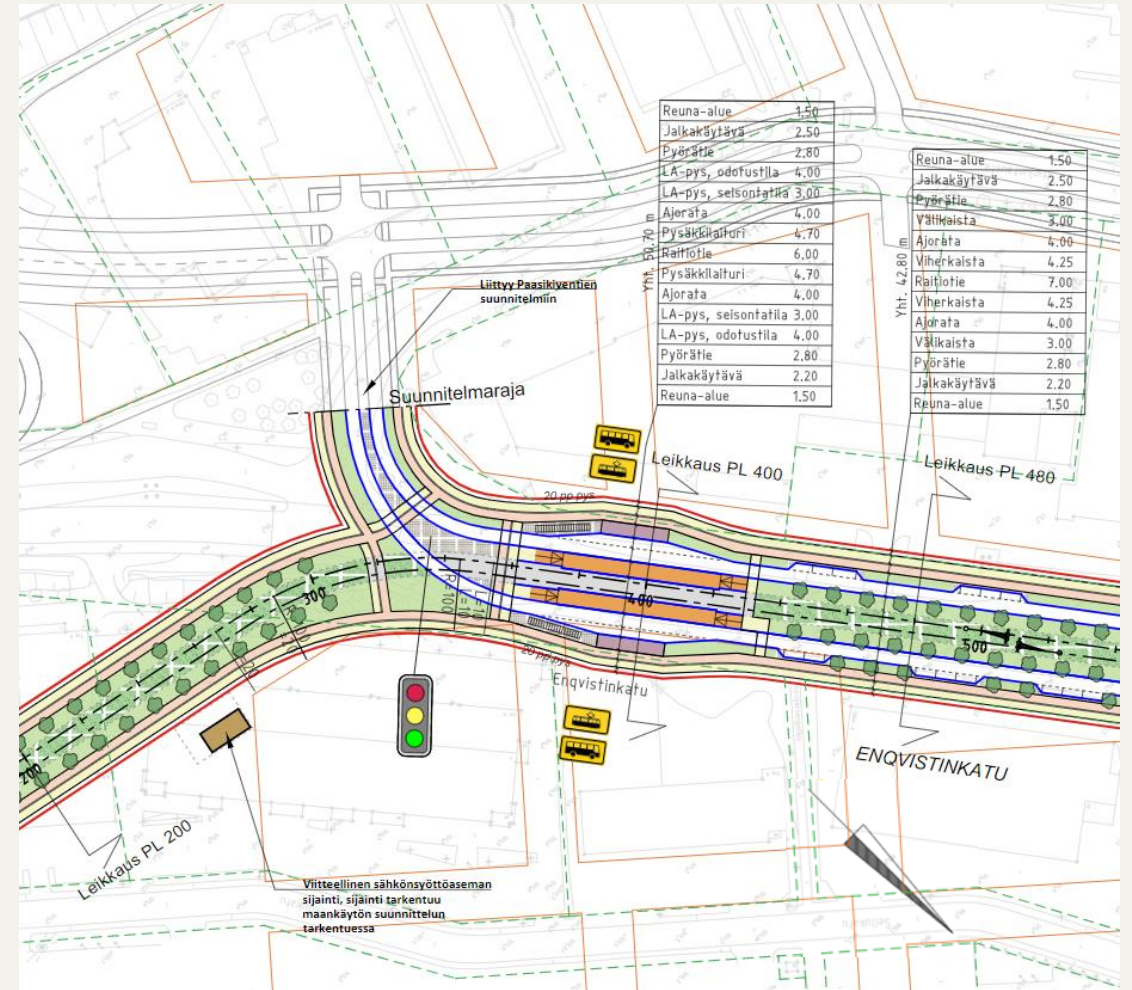 Reuna-alue 1.50
Jalkakäytävä 2.50
Pyörätie 2.80
LA-pys, odotustila 4.00
LA-pys, seisontatila 3.00
Ajorata 4.00
Pysäkkilaituri 4.70
Raitiotie 6.00
Pysäkkilaituri 4.70
Ajorata 4.00
LA-pys, seisontatila 3.00
LA-pys, odotustila 4.00
Pyörätie 2.80
Jalkakäytävä 2.20
Reuna-alue 1.50
Yht. 50.70 m
Reuna-alue 1.50
Jalkakäytävä 2.50
Pyörätie 2.80
Välikaista 3.00
Ajorata 4.00
Viherkaista 4.25
Raitiotie 7.00
Viherkaista 4.25
Ajorata 4.00
Välikaista 3.00
Pyörätie 2.80
Jalkakäytävä 2.20
Reuna-alue 1.50
Yht. 42.80 m
Liittyy Paasikiventien
suunnitelmiin
Suunnitelmaraja
Leikkaus PL 400
Leikkaus PL 480
20 pp pys
300
400
500
R=100
L=10
L=10
L=20
20 pp pys
Enqvistinkatu
ENQVISTINKATU
200
Leikkaus PL 200
Viitteellinen sähkönsyöttöaseman
sijainti, sijainti tarkentuu
maankäytön suunnittelun
tarkentuessa